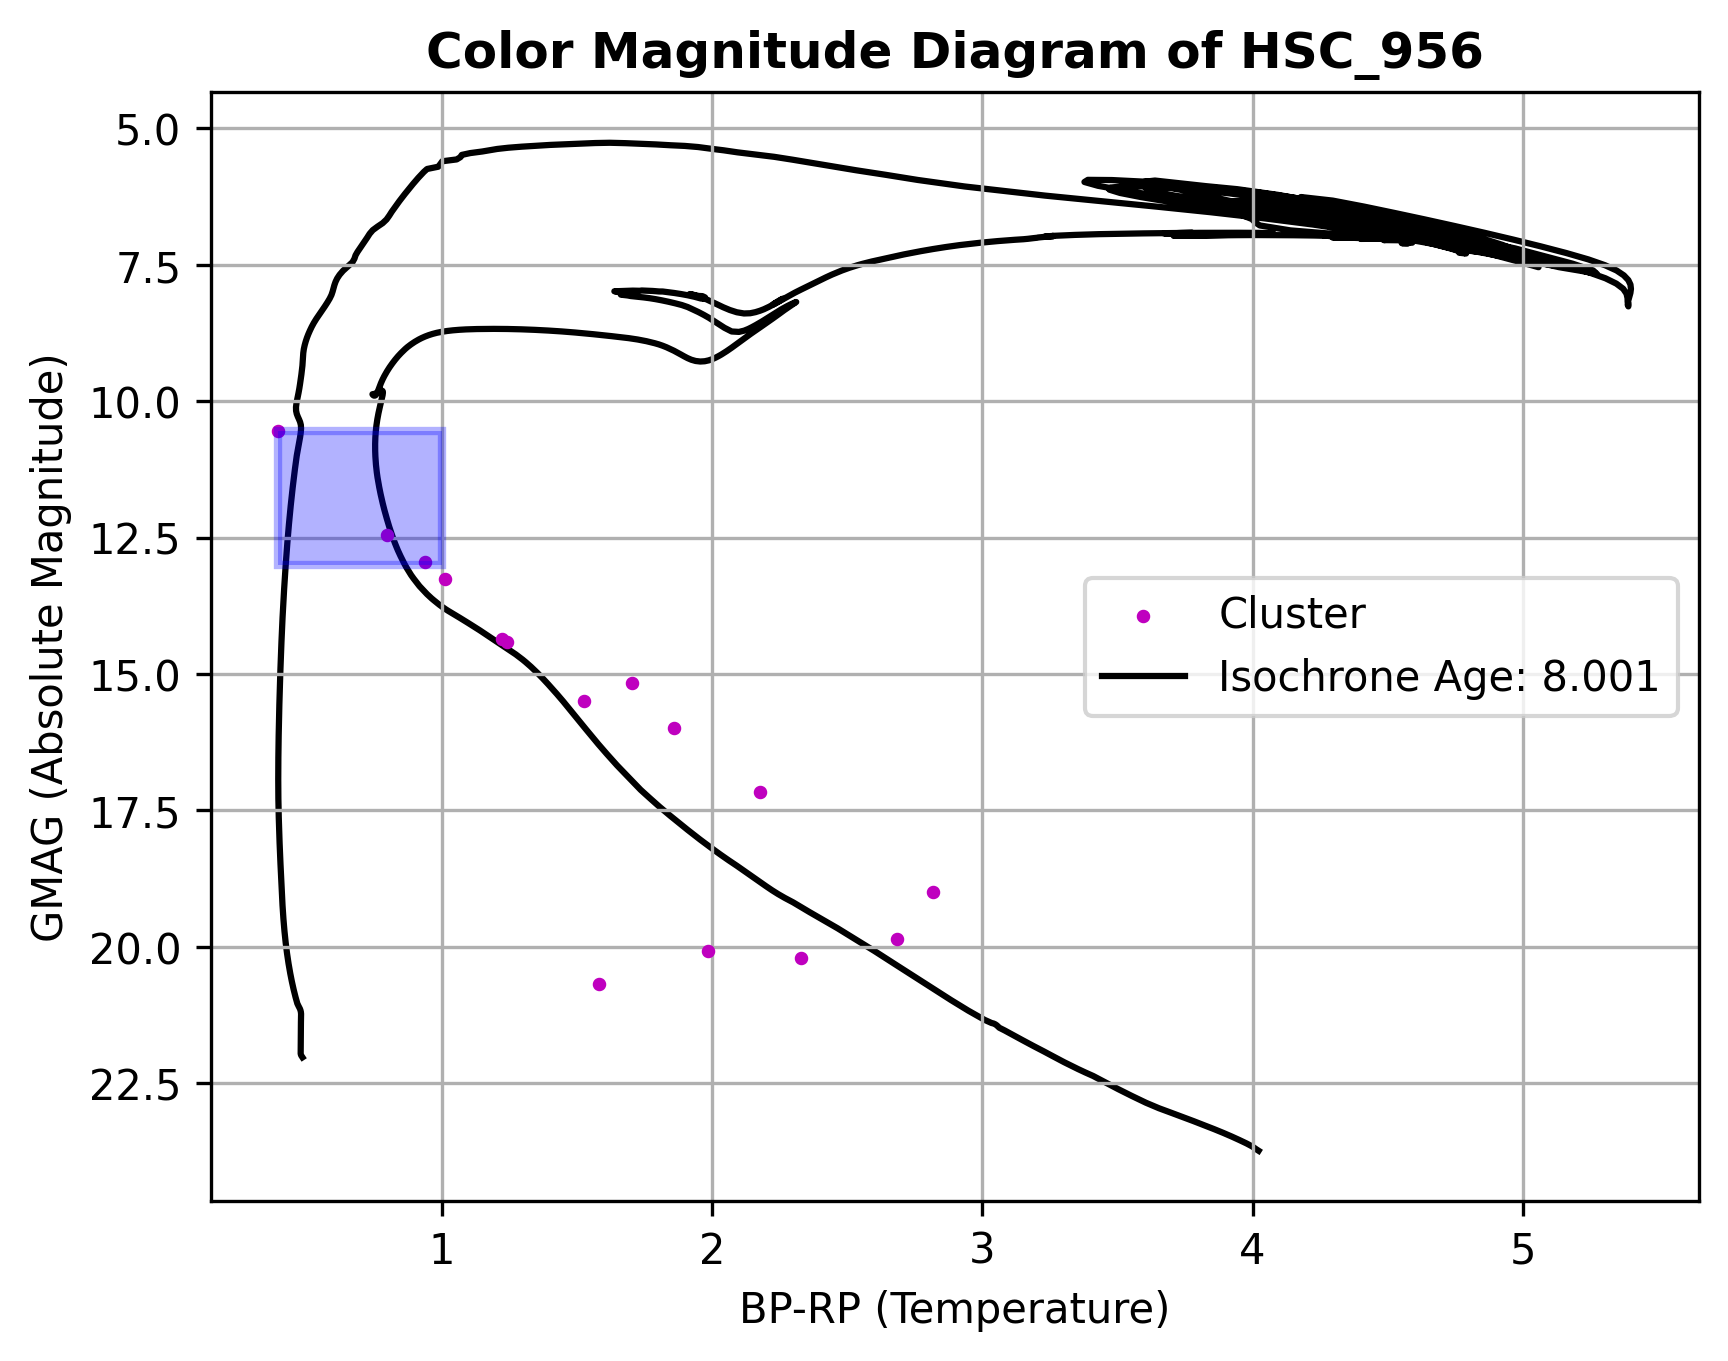 Color Magnitude Diagram of HSC_956
GMAG (Absolute Magnitude)
5.0
7.5
10.0
12.5
15.0
17.5
20.0
22.5
Cluster
Isochrone Age: 8.001
1 2 3 4 5
BP-RP (Temperature)